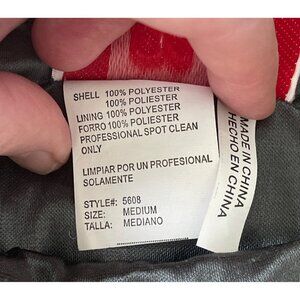 SHELL 100% POLYESTER
100% POLIESTER
LINING 100% POLYESTER
FORRO 100% POLIESTER
PROFESSIONAL SPOT CLEAN
ONLY
LIMPIAR POR UN PROFESIONAL
SOLAMENTE
STYLE#: 5608
SIZE: MEDIUM
TALLA: MEDIANO
MADE IN CHINA
HECHO EN CHINA